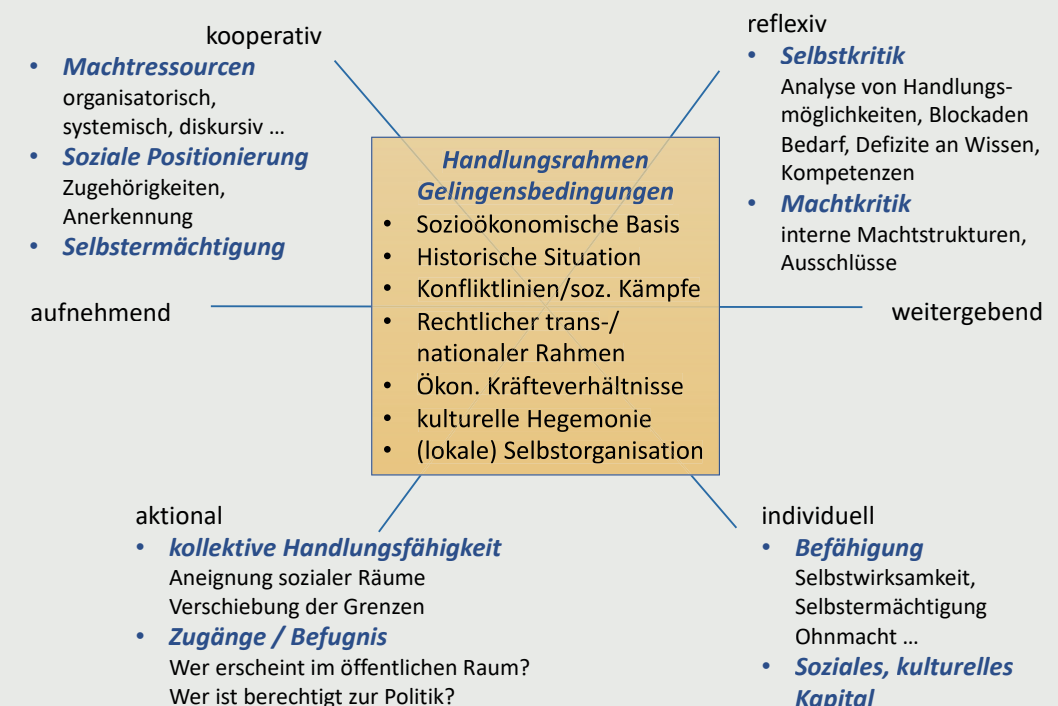 kooperativ
• Machtressourcen
organisatorisch,
systemisch, diskursiv …
• Soziale Positionierung
Zugehörigkeiten,
Anerkennung
• Selbstermächtigung
reflexiv
• Selbstkritik
Analyse von Handlungs-
möglichkeiten, Blockaden
Bedarf, Defizite an Wissen,
Kompetenzen
• Machtkritik
interne Machtstrukturen,
Ausschlüsse
Handlungsrahmen
Gelingensbedingungen
• Sozioökonomische Basis
• Historische Situation
• Konfliktlinien/soz. Kämpfe
• Rechtlicher trans-/
nationaler Rahmen
• Ökon. Kräfteverhältnisse
• kulturelle Hegemonie
• (lokale) Selbstorganisation
aufnehmend
weitergebend
aktional
• kollektive Handlungsfähigkeit
Aneignung sozialer Räume
Verschiebung der Grenzen
• Zugänge / Befugnis
Wer erscheint im öffentlichen Raum?
Wer ist berechtigt zur Politik?
individuell
• Befähigung
Selbstwirksamkeit,
Selbstermächtigung
Ohnmacht …
• Soziales, kulturelles
Kapital